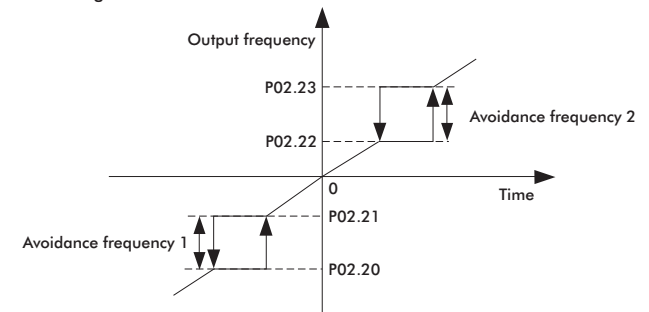 Output frequency
P02.23
Avoidance frequency 2
P02.22
0
Time
P02.21
Avoidance frequency 1
P02.20